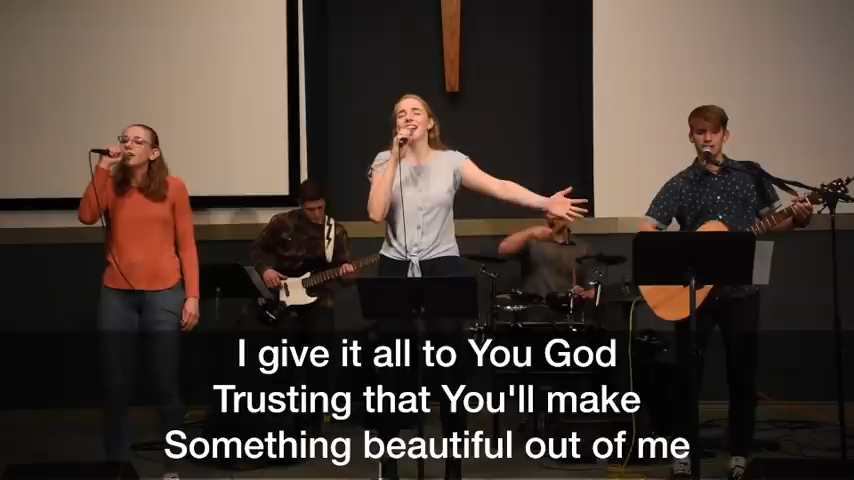 I give it all to You God
Trusting that You'll make
Something beautiful out of me